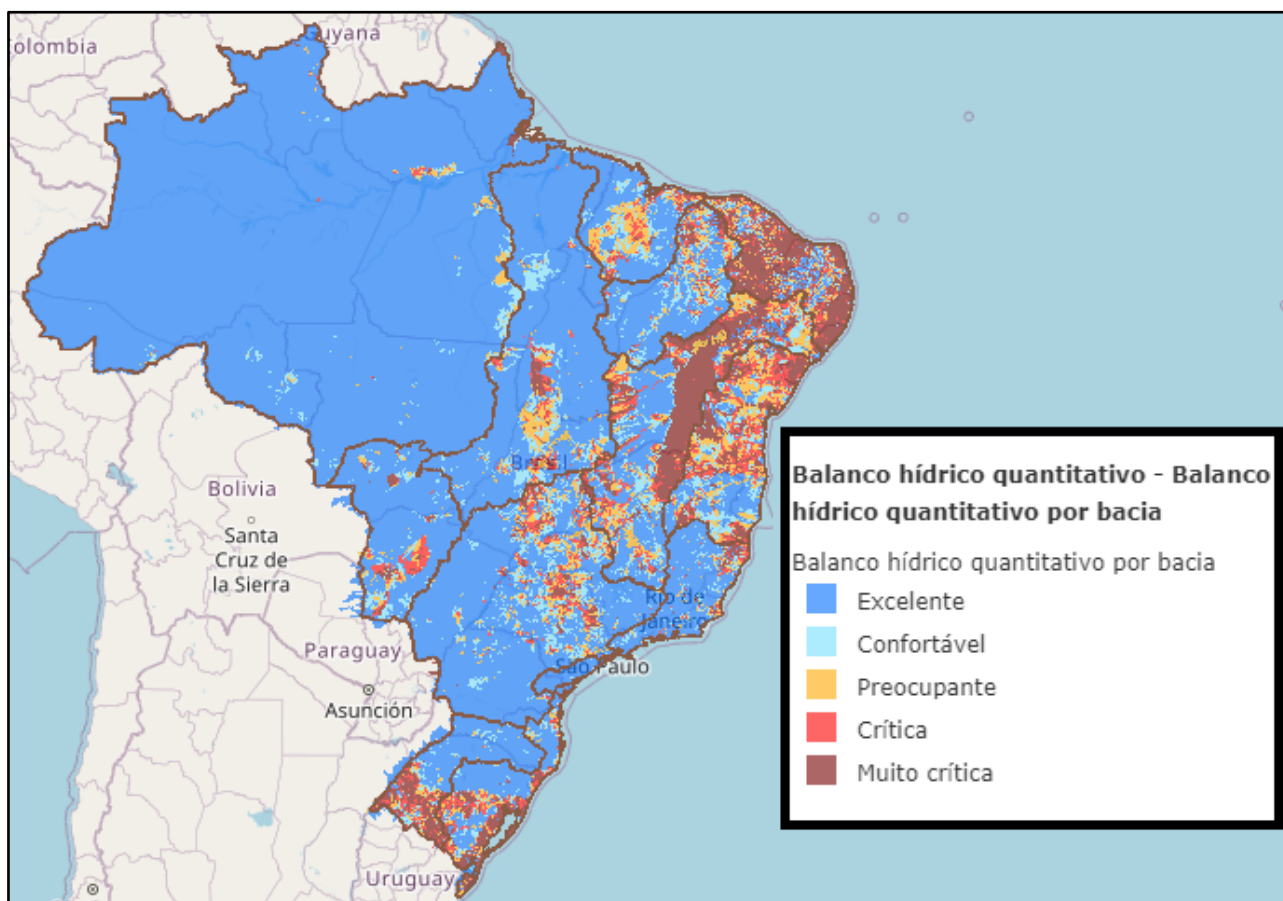 olombia
Guyana
Brasil
Bolivia
Santa
Cruz de
la Sierra
Rio de
Janeiro
São Paulo
Paraguay
Asunción
Uruguay
Balanco hídrico quantitativo - Balanco
hídrico quantitativo por bacia
Balanco hídrico quantitativo por bacia
Excelente
Confortável
Preocupante
Crítica
Muito crítica